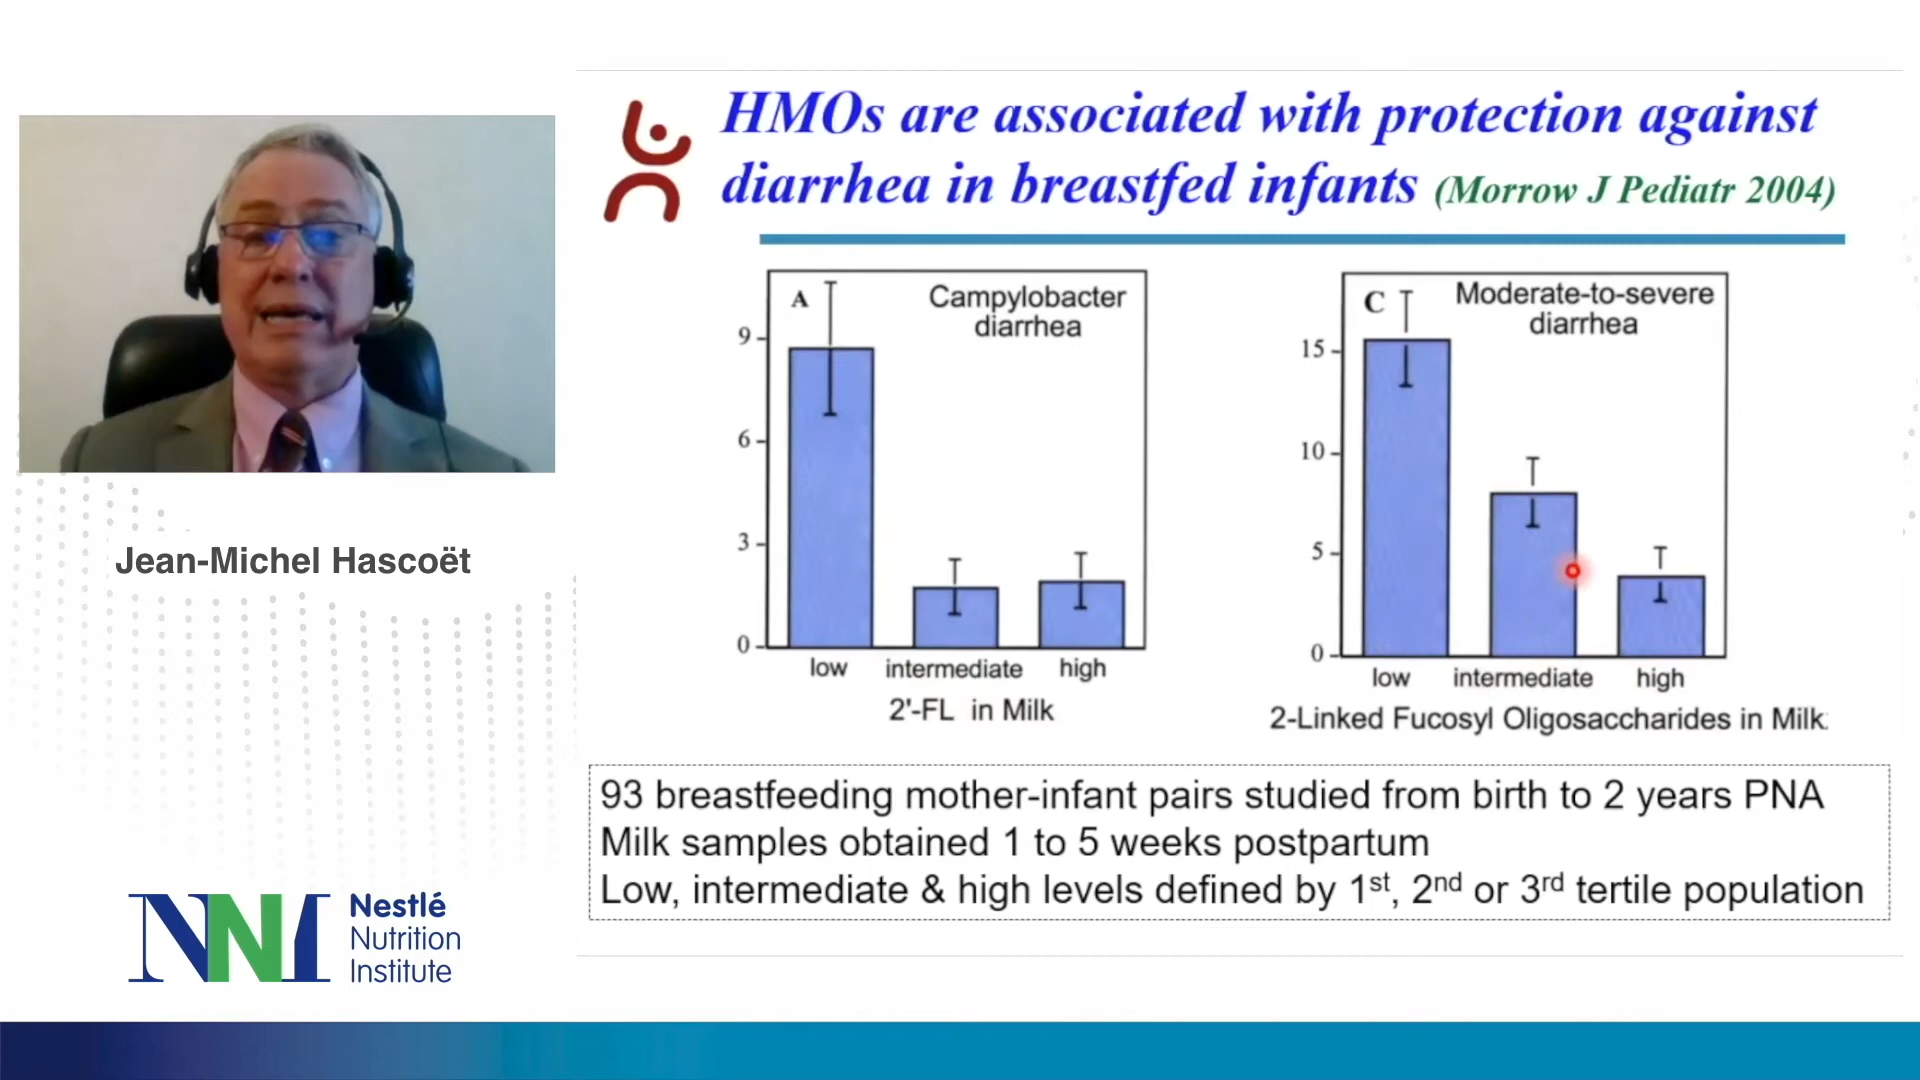 HMOs are associated with protection against
diarrhea in breastfed infants (Morrow J Pediatr 2004)
A
Campylobacter
diarrhea
9
6
3
0
low intermediate high
2'-FL in Milk
C
Moderate-to-severe
diarrhea
15
10
5
0
low intermediate high
2-Linked Fucosyl Oligosaccharides in Milk
Jean-Michel Hascoët
93 breastfeeding mother-infant pairs studied from birth to 2 years PNA
Milk samples obtained 1 to 5 weeks postpartum
Low, intermediate & high levels defined by 1st, 2nd or 3rd tertile population
NNI
Nestlé
Nutrition
Institute